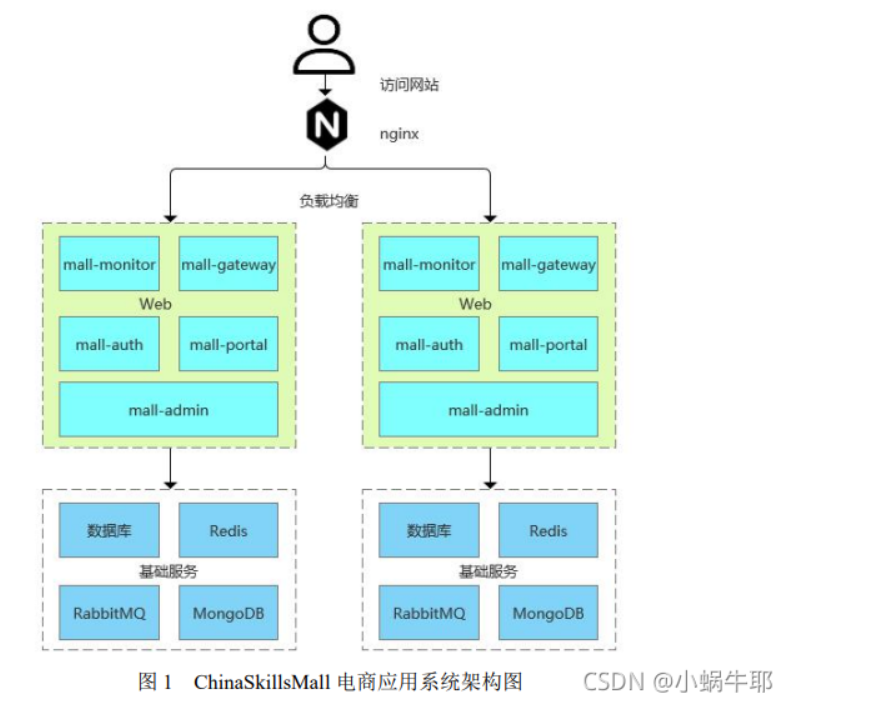 访问网站
N
nginx
负载均衡
mall-monitor mall-gateway
Web
mall-auth mall-portal
mall-admin
mall-monitor mall-gateway
Web
mall-auth mall-portal
mall-admin
数据库 Redis
基础服务
RabbitMQ MongoDB
数据库 Redis
基础服务
RabbitMQ MongoDB
图 1 ChinaSkillsMall 电商应用系统架构图
CSDN @小蜗牛耶